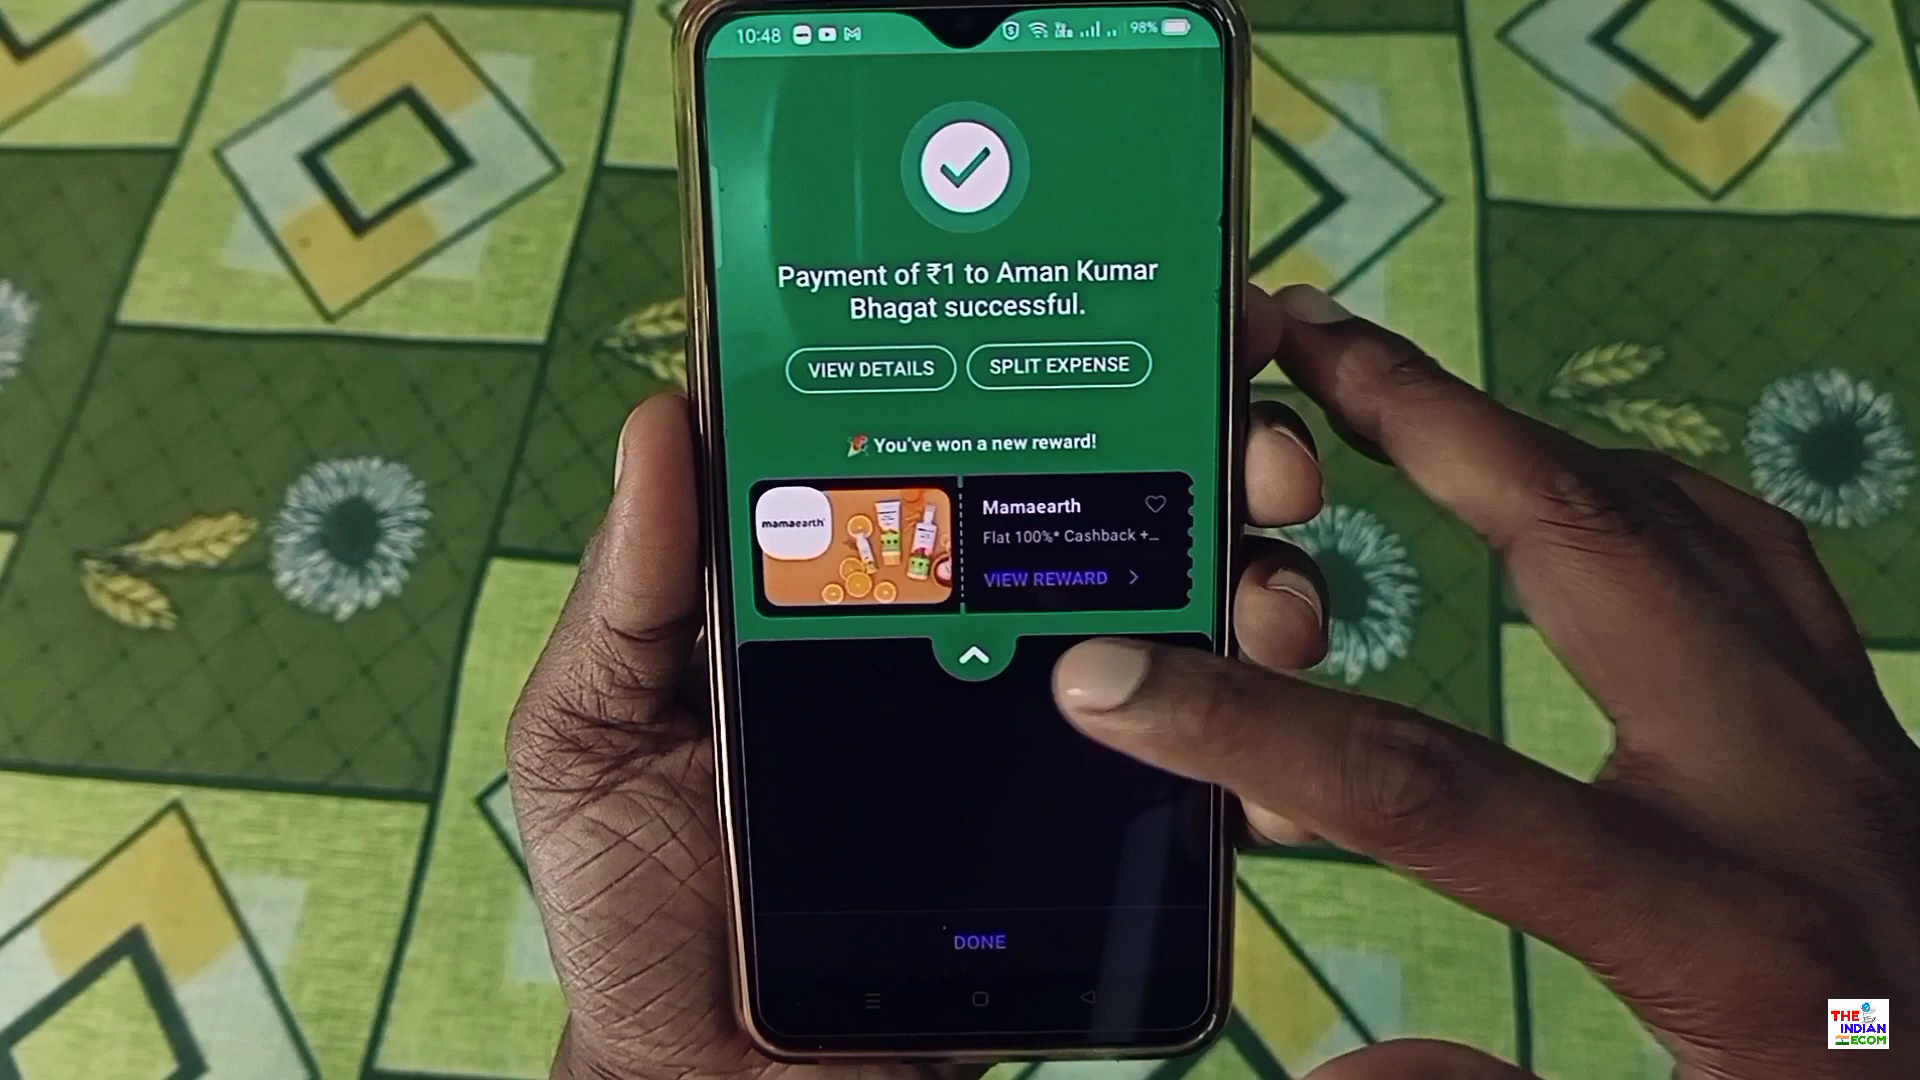 10:48
98%
Payment of ₹1 to Aman Kumar
Bhagat successful.
VIEW DETAILS
SPLIT EXPENSE
You've won a new reward!
mamaearth
Mamaearth
Flat 100%* Cashback +...
VIEW REWARD
DONE
THE
INDIAN
ECOM